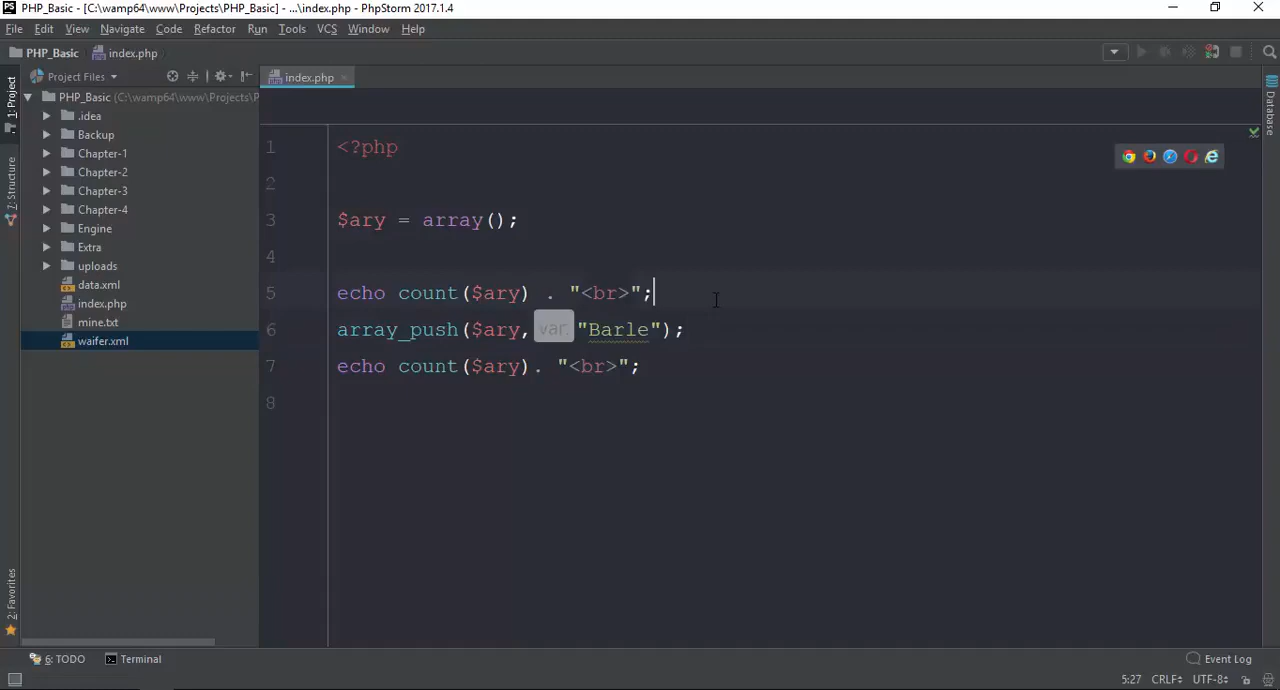 PS PHP_Basic - [C:\wamp64\www\Projects\PHP_Basic] - ...\index.php - PhpStorm 2017.1.4
File Edit View Navigate Code Refactor Run Tools VCS Window Help
PHP_Basic index.php
1: Project
Project Files
index.php
PHP_Basic (C:\wamp64\www\Projects\P
.idea
Backup
Chapter-1
Chapter-2
Chapter-3
Chapter-4
Engine
Extra
uploads
data.xml
index.php
mine.txt
waifer.xml
7: Structure
2: Favorites
1 <?php
2
3 $ary = array();
4
5 echo count($ary) . "<br>";
6 array_push($ary, var: "Barle");
7 echo count($ary). "<br>";
8
Database
6: TODO Terminal
Event Log
5:27 CRLF UTF-8